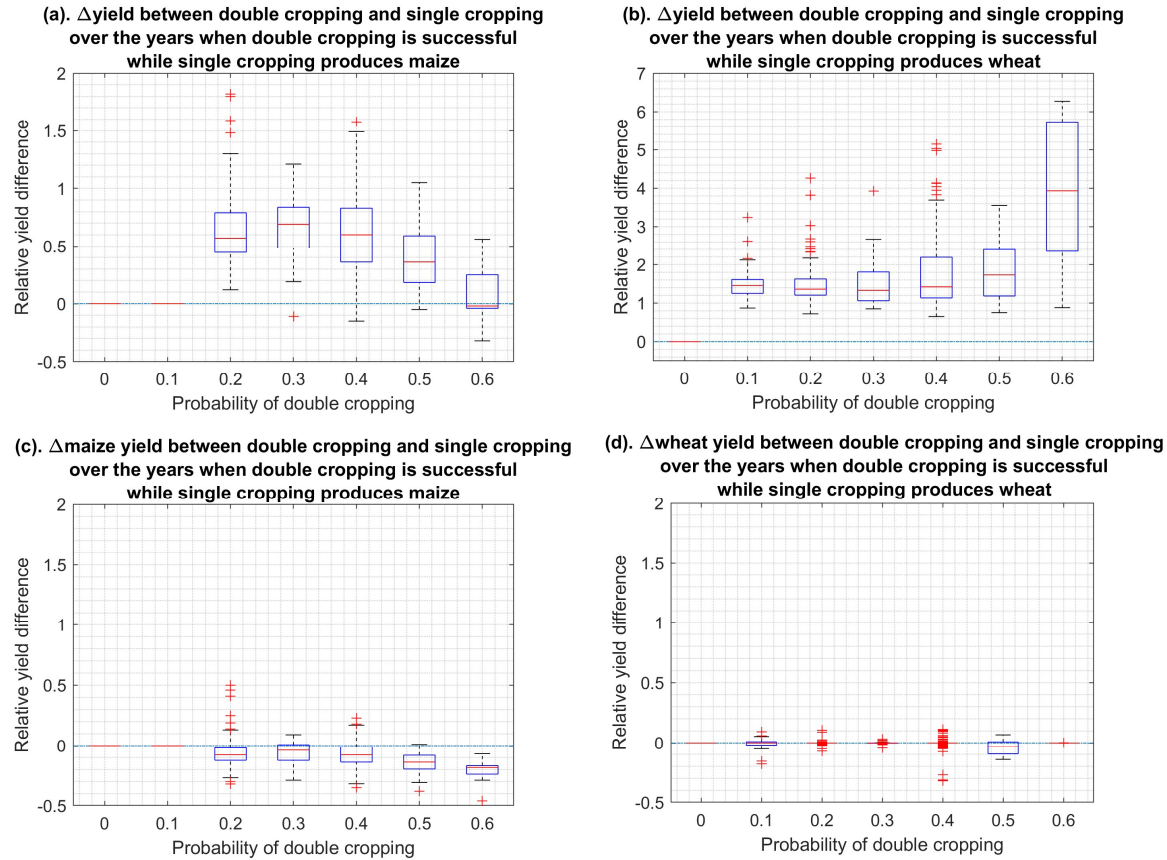 (a). Δyield between double cropping and single cropping
over the years when double cropping is successful
while single cropping produces maize
2
1.5
1
0.5
0
-0.5
Relative yield difference
0 0.1 0.2 0.3 0.4 0.5 0.6
Probability of double cropping
(b). Δyield between double cropping and single cropping
over the years when double cropping is successful
while single cropping produces wheat
7
6
5
4
3
2
1
0
Relative yield difference
0 0.1 0.2 0.3 0.4 0.5 0.6
Probability of double cropping
(c). Δmaize yield between double cropping and single cropping
over the years when double cropping is successful
while single cropping produces maize
2
1.5
1
0.5
0
-0.5
Relative yield difference
0 0.1 0.2 0.3 0.4 0.5 0.6
Probability of double cropping
(d). Δwheat yield between double cropping and single cropping
over the years when double cropping is successful
while single cropping produces wheat
2
1.5
1
0.5
0
-0.5
Relative yield difference
0 0.1 0.2 0.3 0.4 0.5 0.6
Probability of double cropping